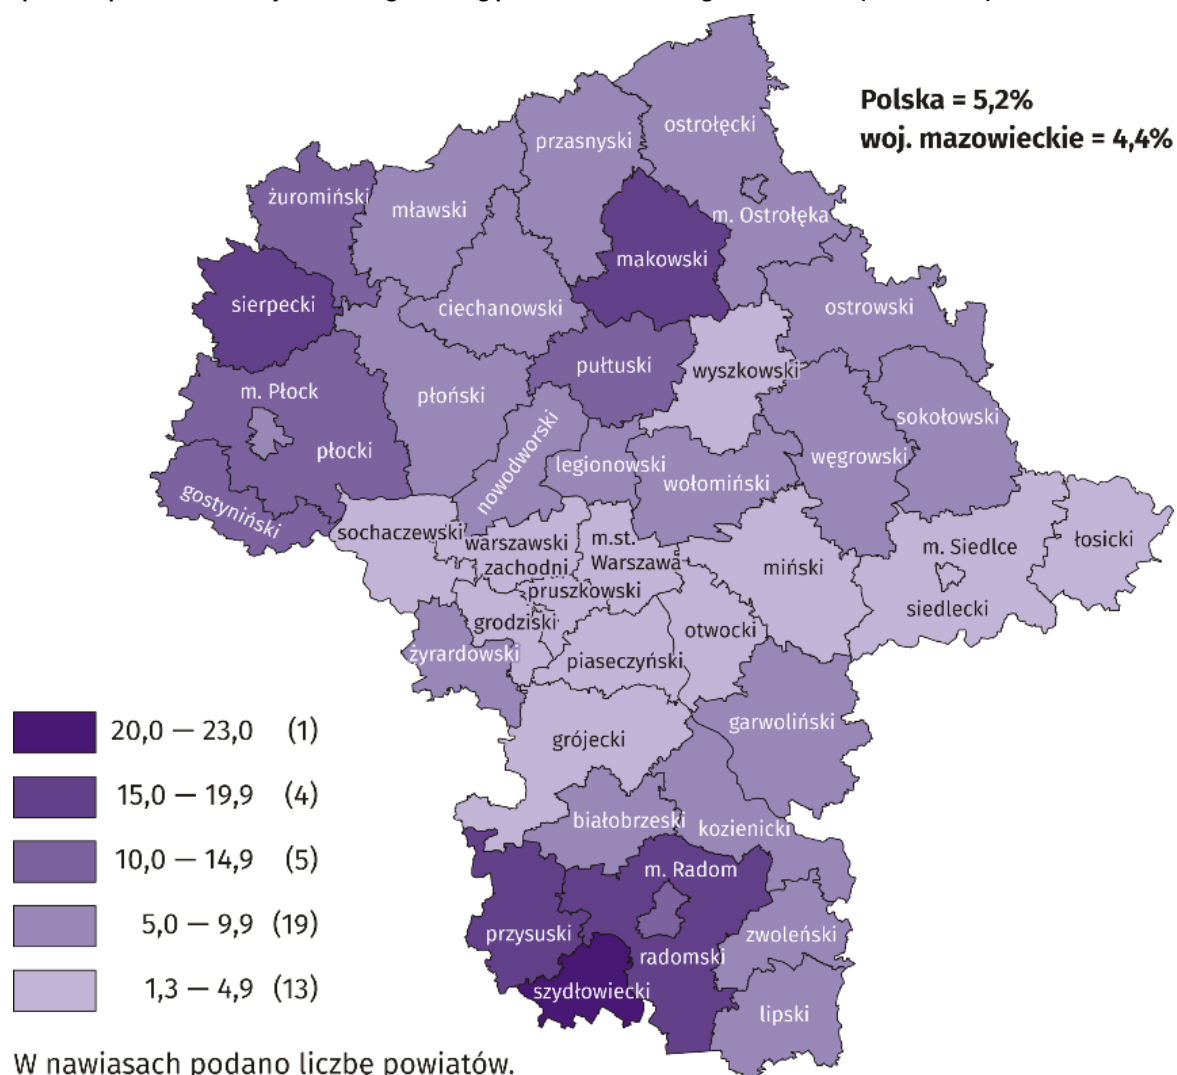 Polska = 5,2%
woj. mazowieckie = 4,4%
ostrołęcki
przasnyski
żuromiński
mławski
m. Ostrołęka
makowski
sierpecki
ciechanowski
ostrowski
pułtuski
wyszkowski
m. Płock
płoński
sokołowski
nowodworski
płocki
legionowski
węgrowski
wołomiński
gostyniński
sochaczewski
warszawski
zachodni
m.st.
Warszawa
m. Siedlce
łosicki
miński
pruszkowski
siedlecki
grodziski
otwocki
żyrardowski
piaseczyński
garwoliński
grójecki
białobrzeski
kozienicki
m. Radom
przysuski
zwoleński
radomski
szydłowiecki
lipski
20,0 — 23,0 (1)
15,0 — 19,9 (4)
10,0 — 14,9 (5)
5,0 — 9,9 (19)
1,3 — 4,9 (13)
W nawiasach podano liczbę powiatów.